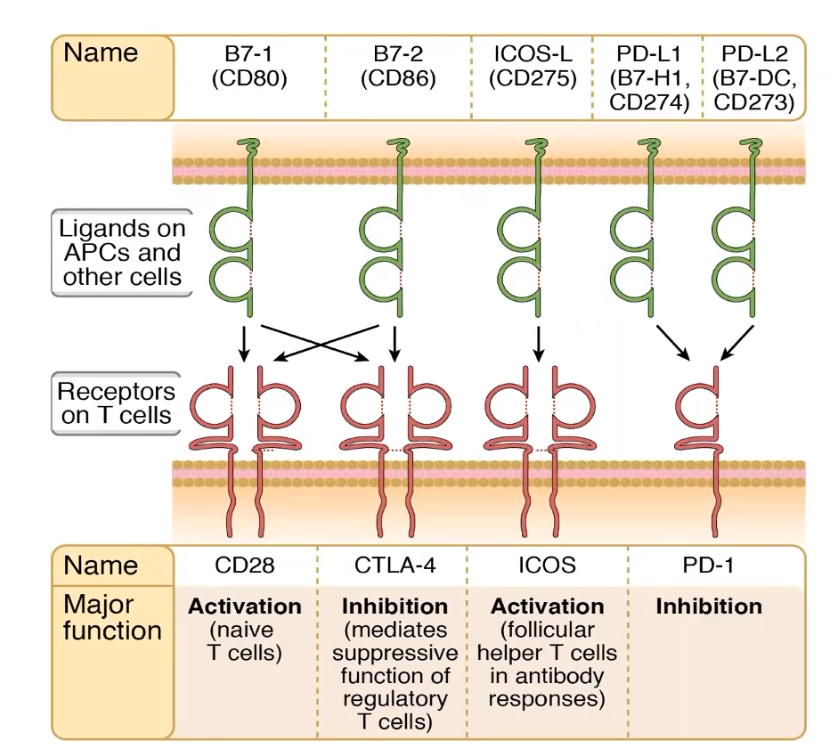 Name
B7-1
(CD80)
B7-2
(CD86)
ICOS-L
(CD275)
PD-L1
(B7-H1,
CD274)
PD-L2
(B7-DC,
CD273)
Ligands on
APCs and
other cells
Receptors
on T cells
Name
CD28
CTLA-4
ICOS
PD-1
Major
function
Activation
(naive
T cells)
Inhibition
(mediates
suppressive
function of
regulatory
T cells)
Activation
(follicular
helper T cells
in antibody
responses)
Inhibition